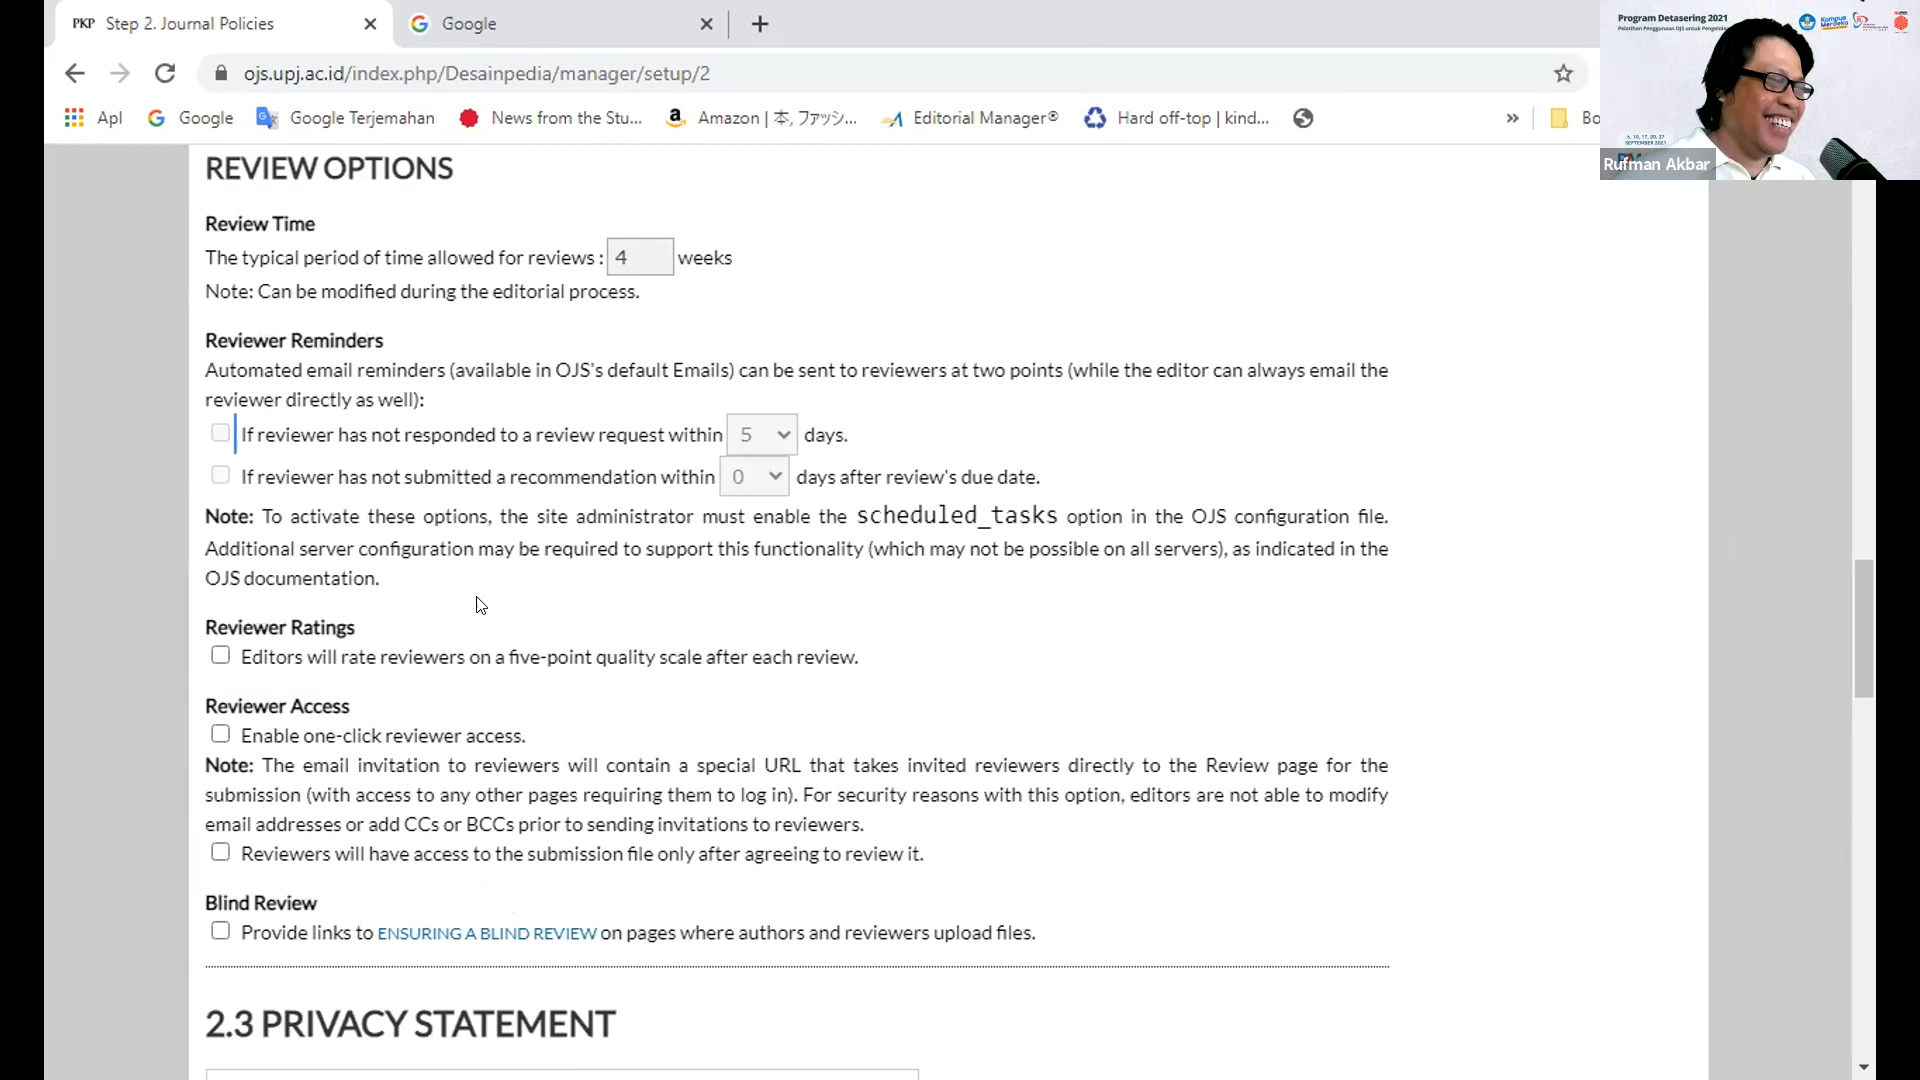 PKP Step 2. Journal Policies
Google
ojs.upj.ac.id/index.php/Desainpedia/manager/setup/2
Apl Google Google Terjemahan News from the Stu... Amazon | 本, ファッシ... Editorial Manager® Hard off-top | kind... » Bo
Program Detasering 2021
Kampus Merdeka
6, 10, 17, 20, 27
SEPTEMBER 2021
Rufman Akbar
REVIEW OPTIONS
Review Time
The typical period of time allowed for reviews : 4 weeks
Note: Can be modified during the editorial process.
Reviewer Reminders
Automated email reminders (available in OJS's default Emails) can be sent to reviewers at two points (while the editor can always email the
reviewer directly as well):
If reviewer has not responded to a review request within 5 days.
If reviewer has not submitted a recommendation within 0 days after review's due date.
Note: To activate these options, the site administrator must enable the scheduled_tasks option in the OJS configuration file.
Additional server configuration may be required to support this functionality (which may not be possible on all servers), as indicated in the
OJS documentation.
Reviewer Ratings
Editors will rate reviewers on a five-point quality scale after each review.
Reviewer Access
Enable one-click reviewer access.
Note: The email invitation to reviewers will contain a special URL that takes invited reviewers directly to the Review page for the
submission (with access to any other pages requiring them to log in). For security reasons with this option, editors are not able to modify
email addresses or add CCs or BCCs prior to sending invitations to reviewers.
Reviewers will have access to the submission file only after agreeing to review it.
Blind Review
Provide links to ENSURING A BLIND REVIEW on pages where authors and reviewers upload files.
2.3 PRIVACY STATEMENT